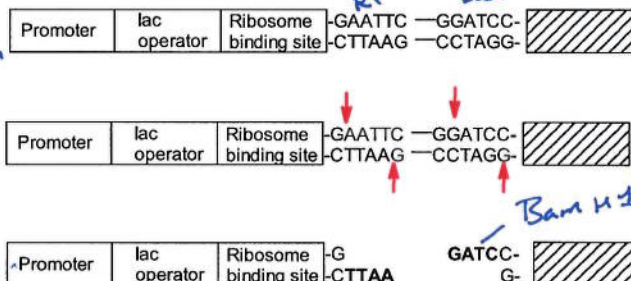 Promoter lac operator Ribosome binding site -GAATTC —GGATCC-
-CTTAAG —CCTAGG-
Promoter lac operator Ribosome binding site -GAATTC —GGATCC-
-CTTAAG —CCTAGG-
Bam H1
Promoter lac operator Ribosome binding site -G GATCC-
-CTTAA G-